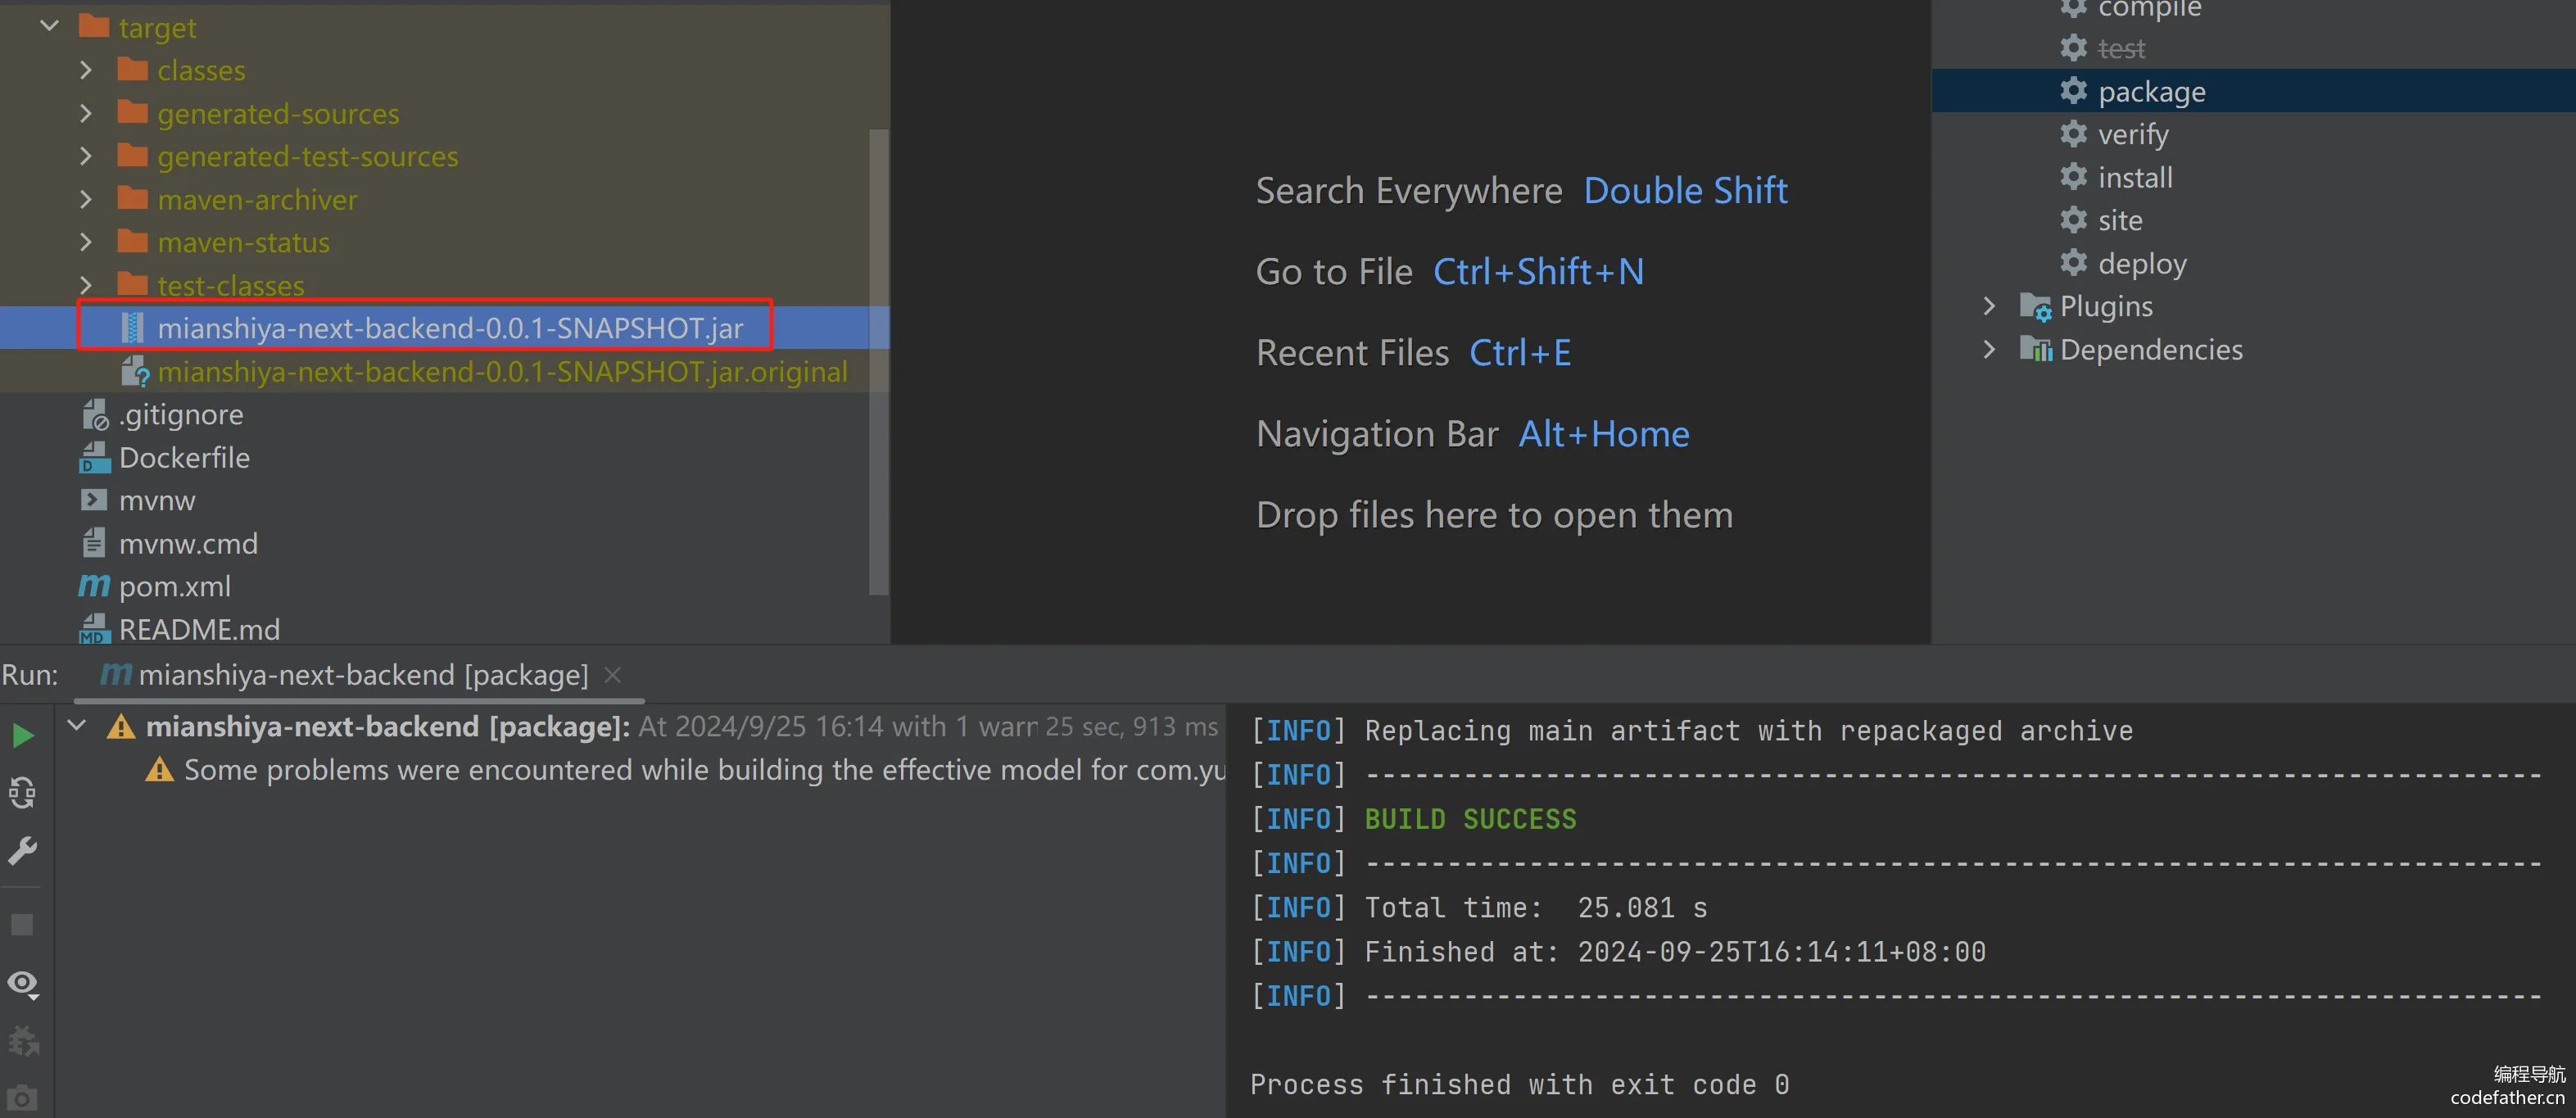 target
classes
generated-sources
generated-test-sources
maven-archiver
maven-status
test-classes
mianshiya-next-backend-0.0.1-SNAPSHOT.jar
mianshiya-next-backend-0.0.1-SNAPSHOT.jar.original
.gitignore
Dockerfile
mvnw
mvnw.cmd
pom.xml
README.md
Search Everywhere Double Shift
Go to File Ctrl+Shift+N
Recent Files Ctrl+E
Navigation Bar Alt+Home
Drop files here to open them
compile
test
package
verify
install
site
deploy
Plugins
Dependencies
Run: mianshiya-next-backend [package]
mianshiya-next-backend [package]: At 2024/9/25 16:14 with 1 warn 25 sec, 913 ms
Some problems were encountered while building the effective model for com.yu
[INFO] Replacing main artifact with repackaged archive
[INFO] ------------------------------------------------------------------------
[INFO] BUILD SUCCESS
[INFO] ------------------------------------------------------------------------
[INFO] Total time:  25.081 s
[INFO] Finished at: 2024-09-25T16:14:11+08:00
[INFO] ------------------------------------------------------------------------
Process finished with exit code 0
编程导航
codefather.cn